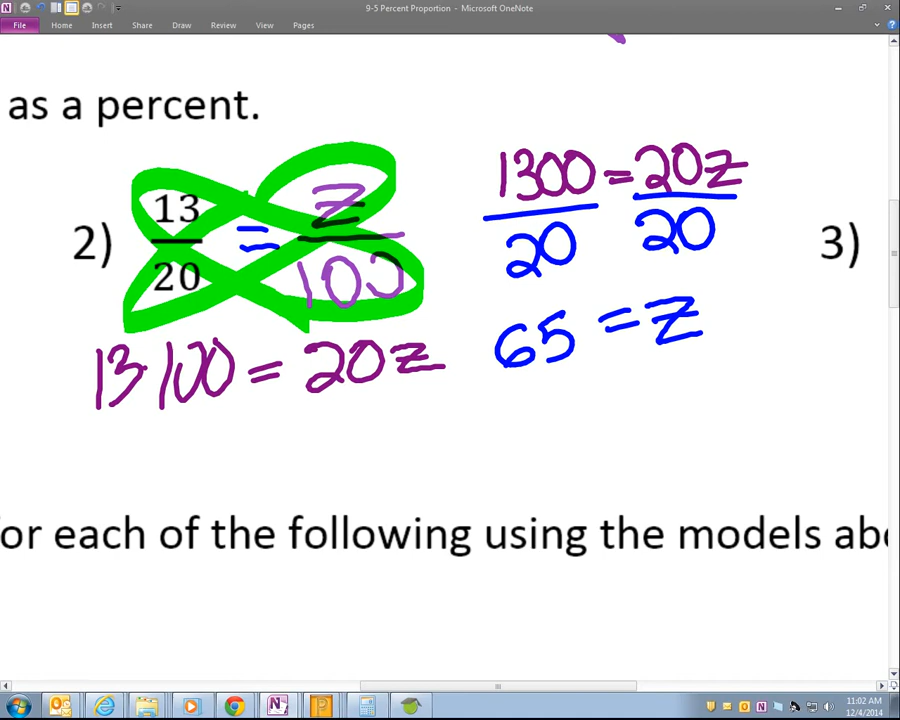 9-5 Percent Proportion - Microsoft OneNote
File Home Insert Share Draw Review View Pages
as a percent.
2) 13/20 = z/100
13·100 = 20z
1300 = 20z
20 20
65 = z
3)
for each of the following using the models abo
11:02 AM
12/4/2014